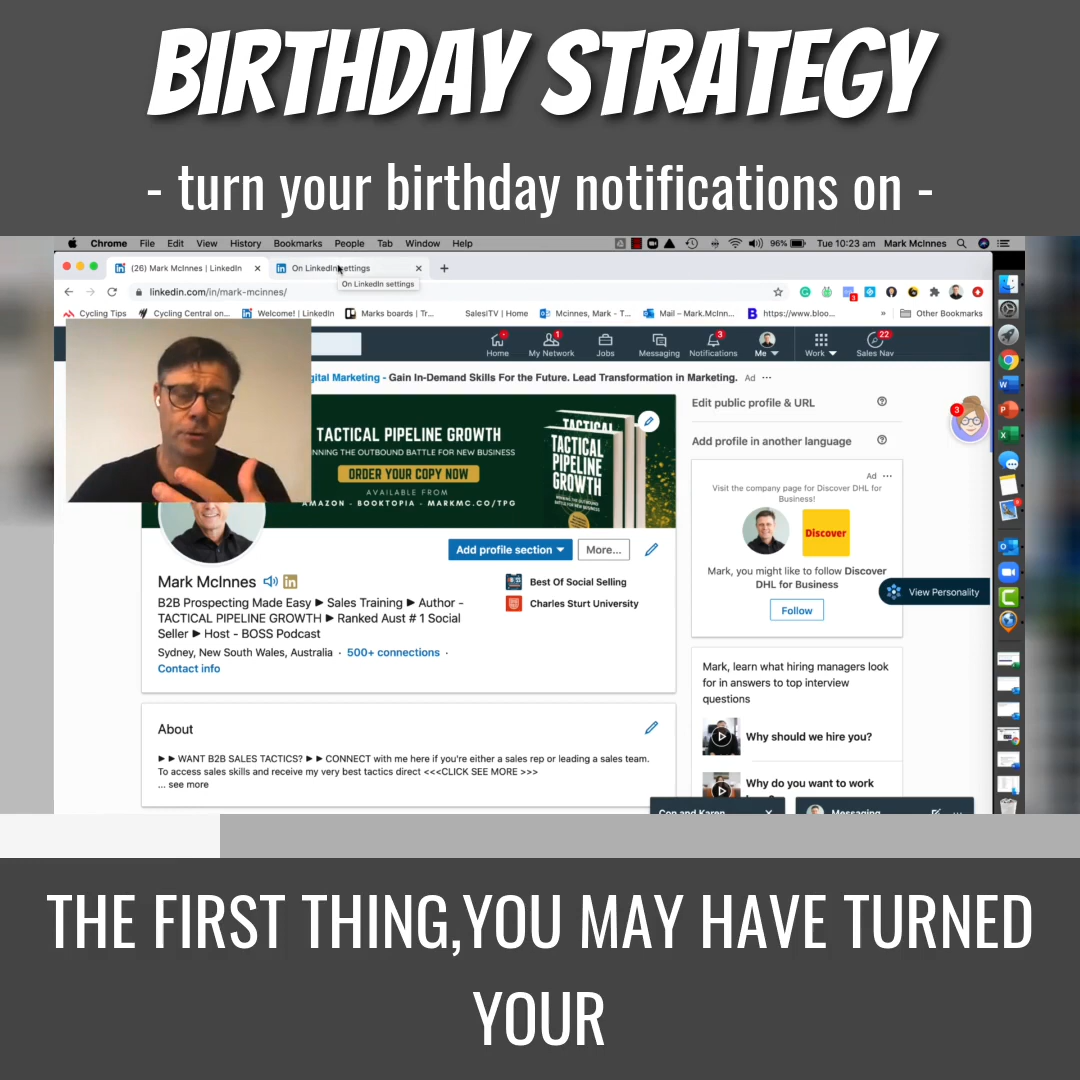 BIRTHDAY STRATEGY
- turn your birthday notifications on -
Chrome File Edit View History Bookmarks People Tab Window Help 96% Tue 10:23 am Mark McInnes
(26) Mark McInnes | LinkedIn
On LinkedIn settings
On LinkedIn settings
linkedin.com/in/mark-mcinnes/
Cycling Tips Cycling Central on... Welcome! | LinkedIn Marks boards | Tr... SalesITV | Home Mcinnes, Mark - T... Mail – Mark.McInn... https://www.bloo... » Other Bookmarks
Home My Network Jobs Messaging Notifications Me Work Sales Nav
1 3 22
gital Marketing - Gain In-Demand Skills For the Future. Lead Transformation in Marketing. Ad ...
TACTICAL PIPELINE GROWTH
NNING THE OUTBOUND BATTLE FOR NEW BUSINESS
ORDER YOUR COPY NOW
AVAILABLE FROM
AMAZON - BOOKTOPIA - MARKMC.CO/TPG
TACTICAL
PIPELINE
GROWTH
Add profile section More...
Mark McInnes
B2B Prospecting Made Easy ► Sales Training ► Author -
TACTICAL PIPELINE GROWTH ► Ranked Aust # 1 Social
Seller ► Host - BOSS Podcast
Sydney, New South Wales, Australia · 500+ connections ·
Contact info
Best Of Social Selling
Charles Sturt University
About
►► WANT B2B SALES TACTICS? ►► CONNECT with me here if you're either a sales rep or leading a sales team.
To access sales skills and receive my very best tactics direct <<<CLICK SEE MORE >>>
... see more
Edit public profile & URL
Add profile in another language
Ad ...
Visit the company page for Discover DHL for
Business!
Discover
Mark, you might like to follow Discover
DHL for Business
Follow
View Personality
3
Mark, learn what hiring managers look
for in answers to top interview
questions
Why should we hire you?
Why do you want to work
Con and Karen
Messaging
THE FIRST THING,YOU MAY HAVE TURNED
YOUR